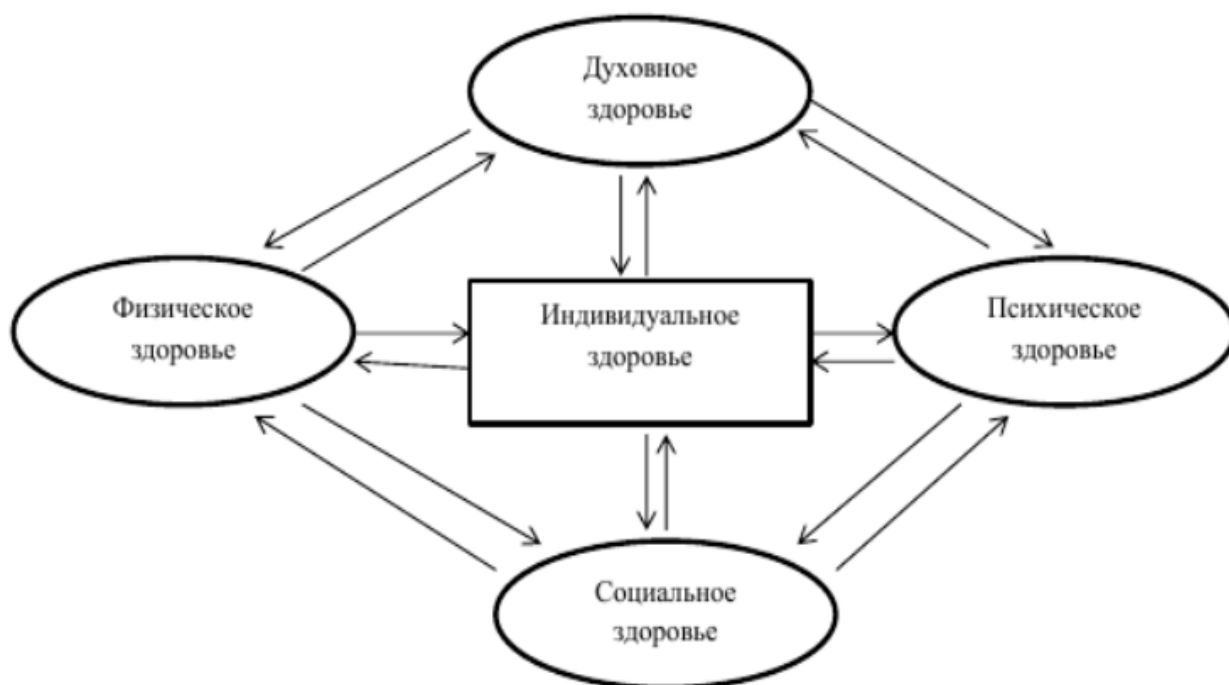 Духовное
здоровье
Физическое
здоровье
Индивидуальное
здоровье
Психическое
здоровье
Социальное
здоровье